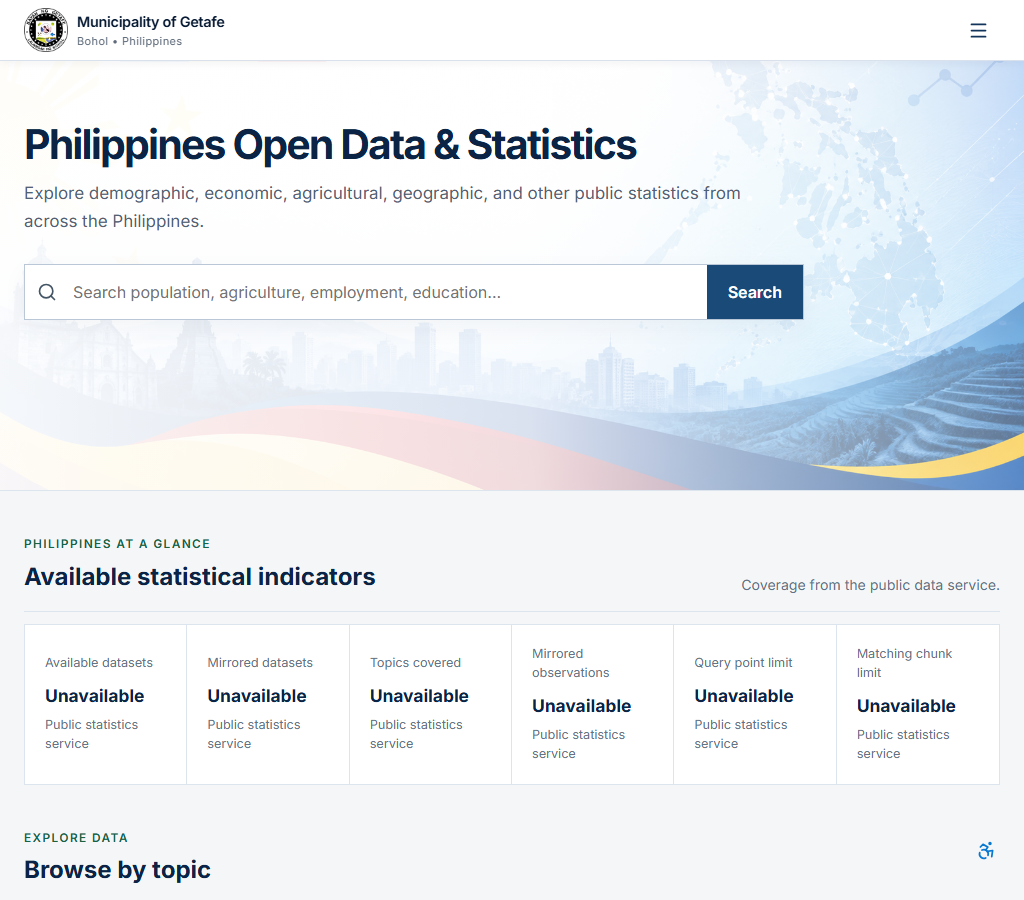 Municipality of Getafe
Bohol • Philippines
Philippines Open Data & Statistics
Explore demographic, economic, agricultural, geographic, and other public statistics from
across the Philippines.
Search population, agriculture, employment, education...
Search
PHILIPPINES AT A GLANCE
Available statistical indicators
Coverage from the public data service.
Available datasets
Unavailable
Public statistics
service
Mirrored datasets
Unavailable
Public statistics
service
Topics covered
Unavailable
Public statistics
service
Mirrored
observations
Unavailable
Public statistics
service
Query point limit
Unavailable
Public statistics
service
Matching chunk
limit
Unavailable
Public statistics
service
EXPLORE DATA
Browse by topic